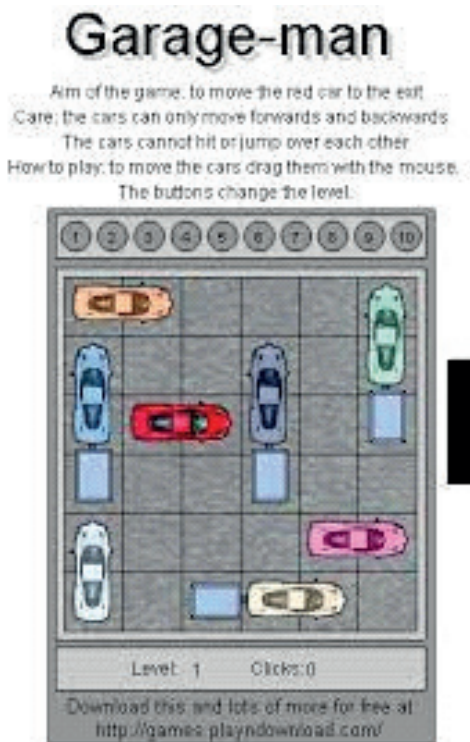 Garage-man
Aim of the game: to move the red car to the exit
Care: the cars can only move forwards and backwards
The cars cannot hit or jump over each other
How to play: to move the cars drag them with the mouse.
The buttons change the level.
1 2 3 4 5 6 7 8 9 10
Level: 1 Clicks:0
Download this and lots of more for free at
http://games.playndownload.com/